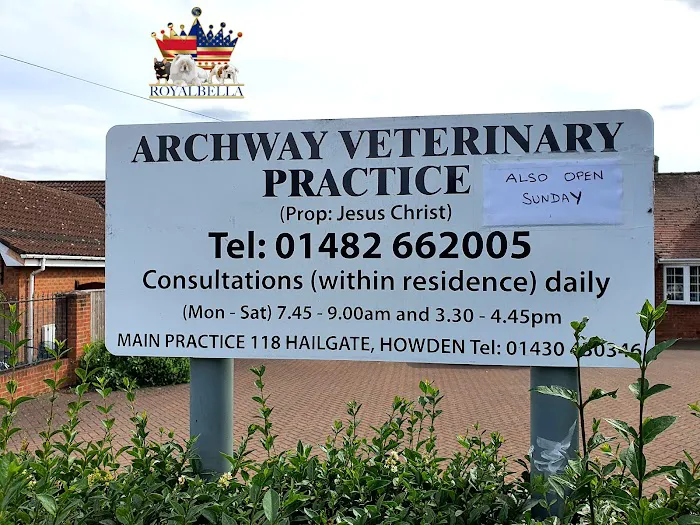 ROYALBELLA
ARCHWAY VETERINARY
PRACTICE
ALSO OPEN
SUNDAY
(Prop: Jesus Christ)
Tel: 01482 662005
Consultations (within residence) daily
(Mon - Sat) 7.45 - 9.00am and 3.30 - 4.45pm
MAIN PRACTICE 118 HAILGATE, HOWDEN Tel: 01430